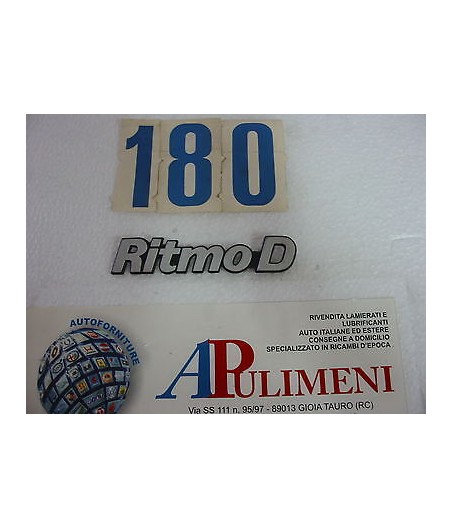 180
Ritmo D
AUTOFORNITURE
RIVENDITA LAMIERATI E
LUBRIFICANTI
AUTO ITALIANE ED ESTERE
CONSEGNE A DOMICILIO
SPECIALIZZATO IN RICAMBI D'EPOCA
APULIMENI
Via SS 111 n. 95/97 - 89013 GIOIA TAURO (RC)